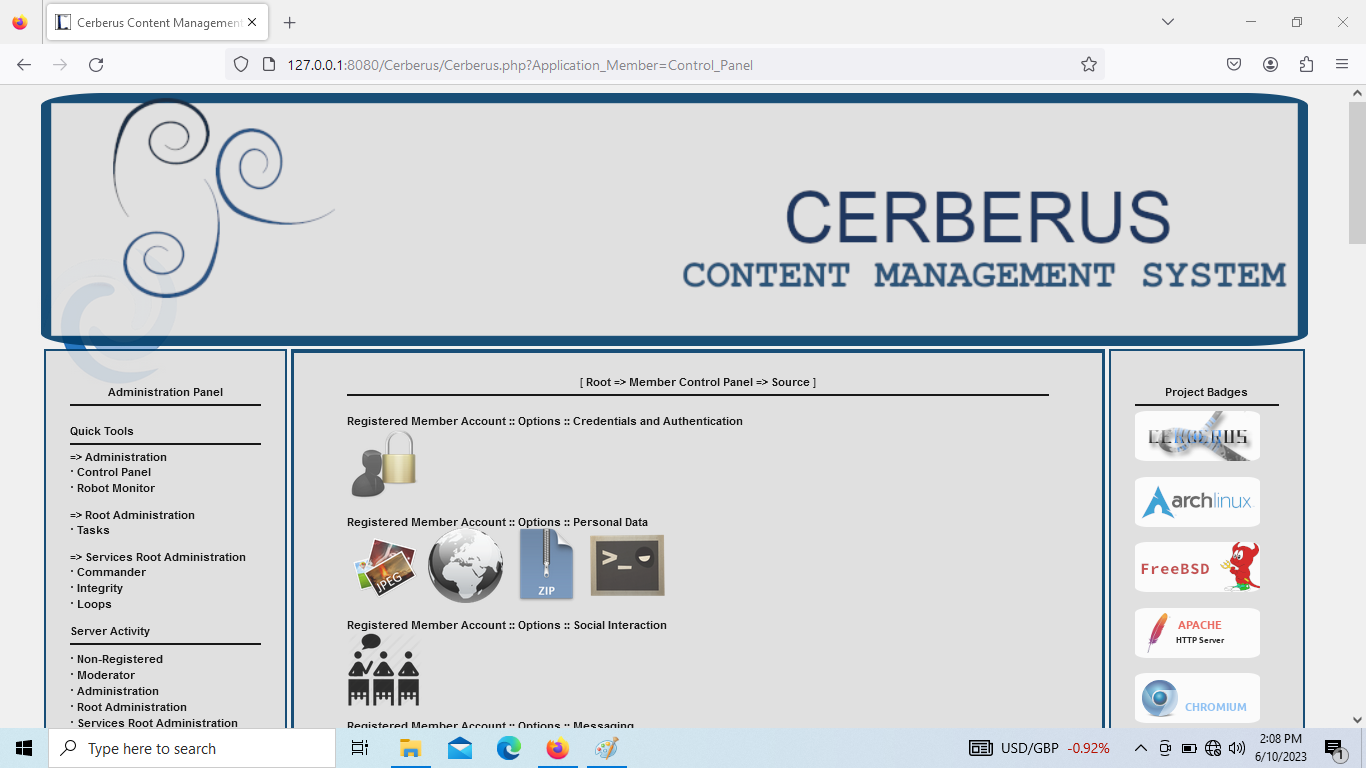 Cerberus Content Management
127.0.0.1:8080/Cerberus/Cerberus.php?Application_Member=Control_Panel
CERBERUS
CONTENT MANAGEMENT SYSTEM
Administration Panel
Quick Tools
=> Administration
· Control Panel
· Robot Monitor
=> Root Administration
· Tasks
=> Services Root Administration
· Commander
· Integrity
· Loops
Server Activity
· Non-Registered
· Moderator
· Administration
· Root Administration
· Services Root Administration
[ Root => Member Control Panel => Source ]
Registered Member Account :: Options :: Credentials and Authentication
Registered Member Account :: Options :: Personal Data
JPEG
ZIP
>_
Registered Member Account :: Options :: Social Interaction
Registered Member Account :: Options :: Messaging
Project Badges
CERBERUS
archlinux
FreeBSD
APACHE
HTTP Server
CHROMIUM
Type here to search
USD/GBP -0.92%
2:08 PM
6/10/2023
1